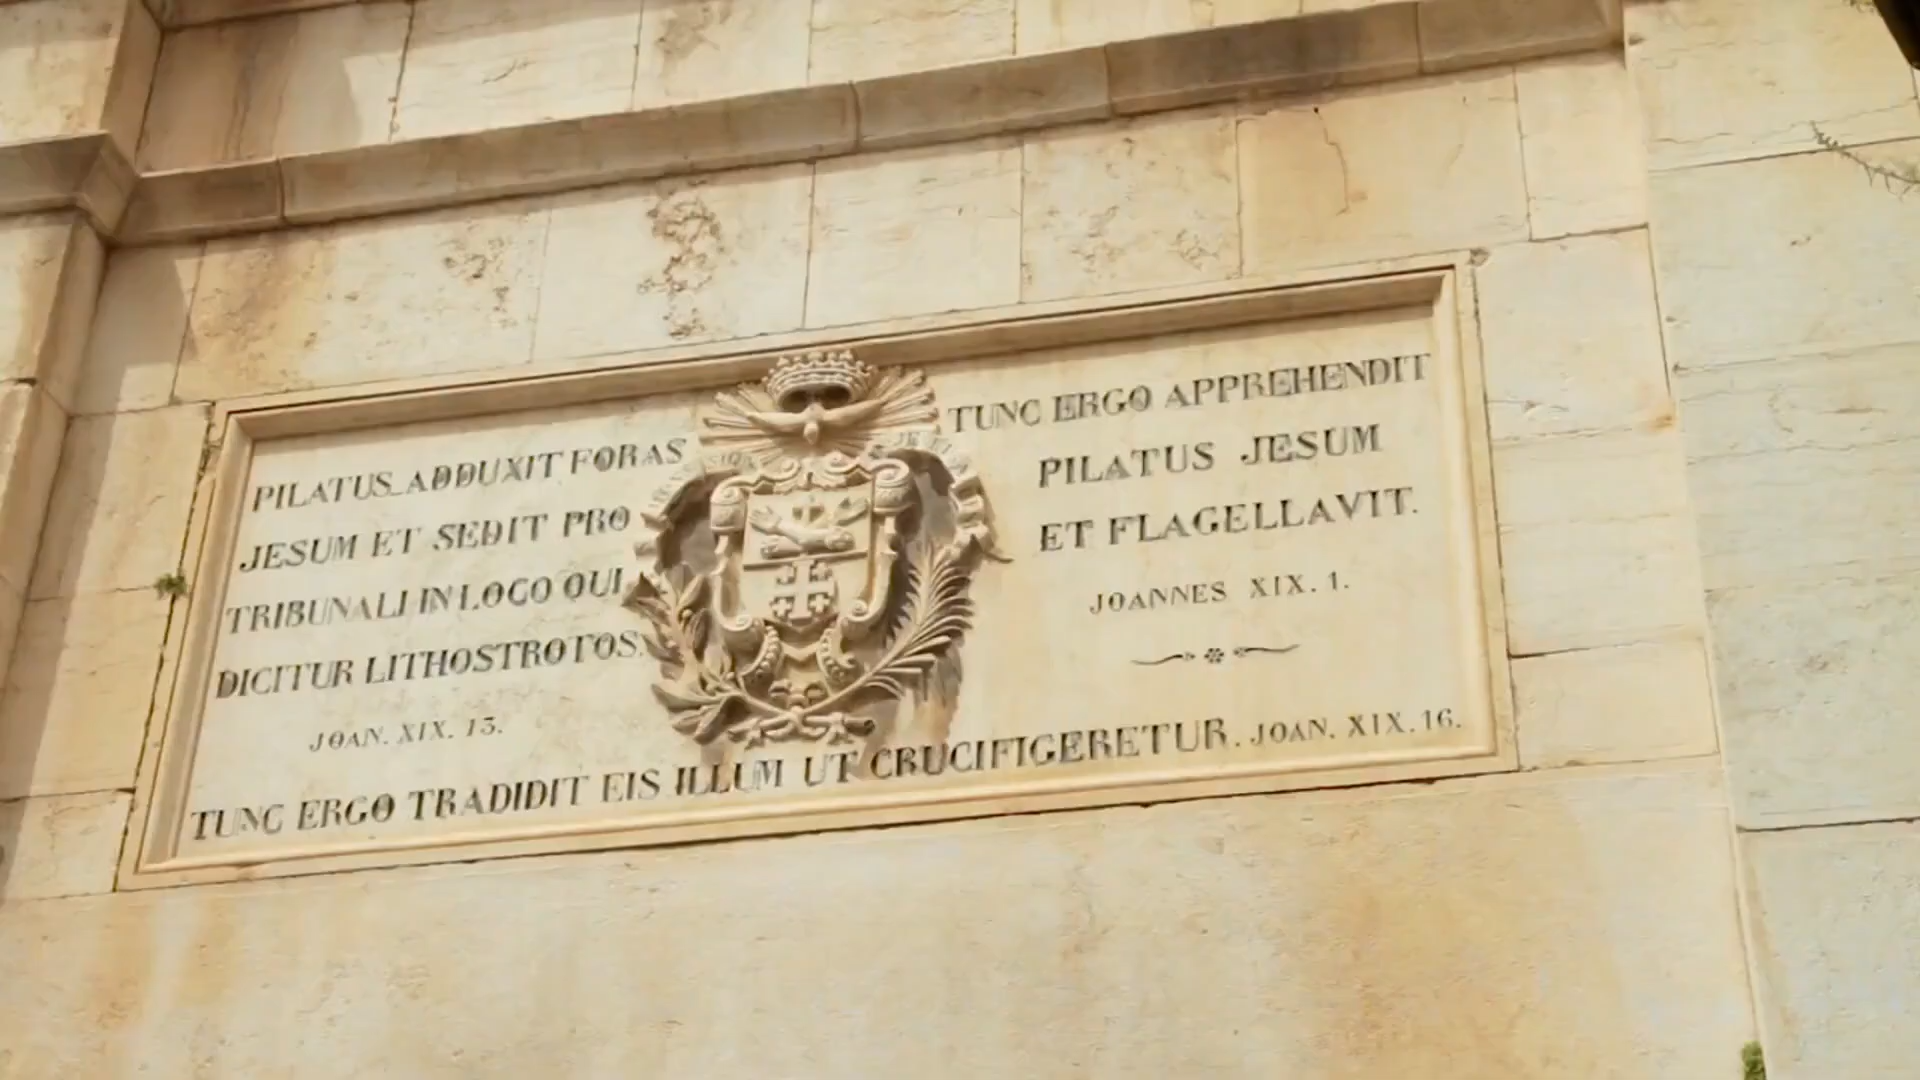 PILATUS ADDUXIT FORAS
JESUM ET SEDIT PRO
TRIBUNALI IN LOCO QUI
DICITUR LITHOSTROTOS.
JOAN. XIX. 13.
TUNC ERGO APPREHENDIT
PILATUS JESUM
ET FLAGELLAVIT.
JOANNES XIX. 1.
TUNC ERGO TRADIDIT EIS ILLUM UT CRUCIFIGERETUR. JOAN. XIX. 16.